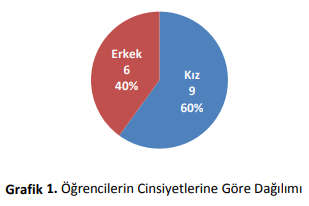 Erkek
6
40%
Kız
9
60%
Grafik 1. Öğrencilerin Cinsiyetlerine Göre Dağılımı